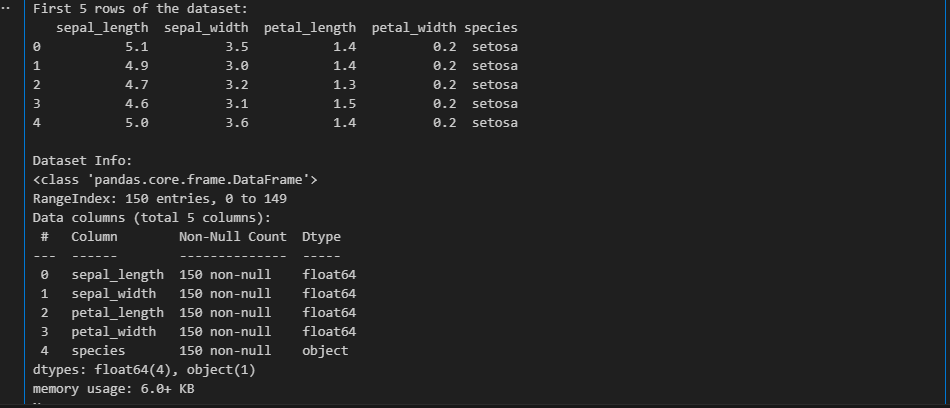 First 5 rows of the dataset:
   sepal_length  sepal_width  petal_length  petal_width species
0           5.1          3.5           1.4          0.2  setosa
1           4.9          3.0           1.4          0.2  setosa
2           4.7          3.2           1.3          0.2  setosa
3           4.6          3.1           1.5          0.2  setosa
4           5.0          3.6           1.4          0.2  setosa
Dataset Info:
<class 'pandas.core.frame.DataFrame'>
RangeIndex: 150 entries, 0 to 149
Data columns (total 5 columns):
 #   Column        Non-Null Count  Dtype
---  ------        --------------  -----
 0   sepal_length  150 non-null    float64
 1   sepal_width   150 non-null    float64
 2   petal_length  150 non-null    float64
 3   petal_width   150 non-null    float64
 4   species       150 non-null    object
dtypes: float64(4), object(1)
memory usage: 6.0+ KB